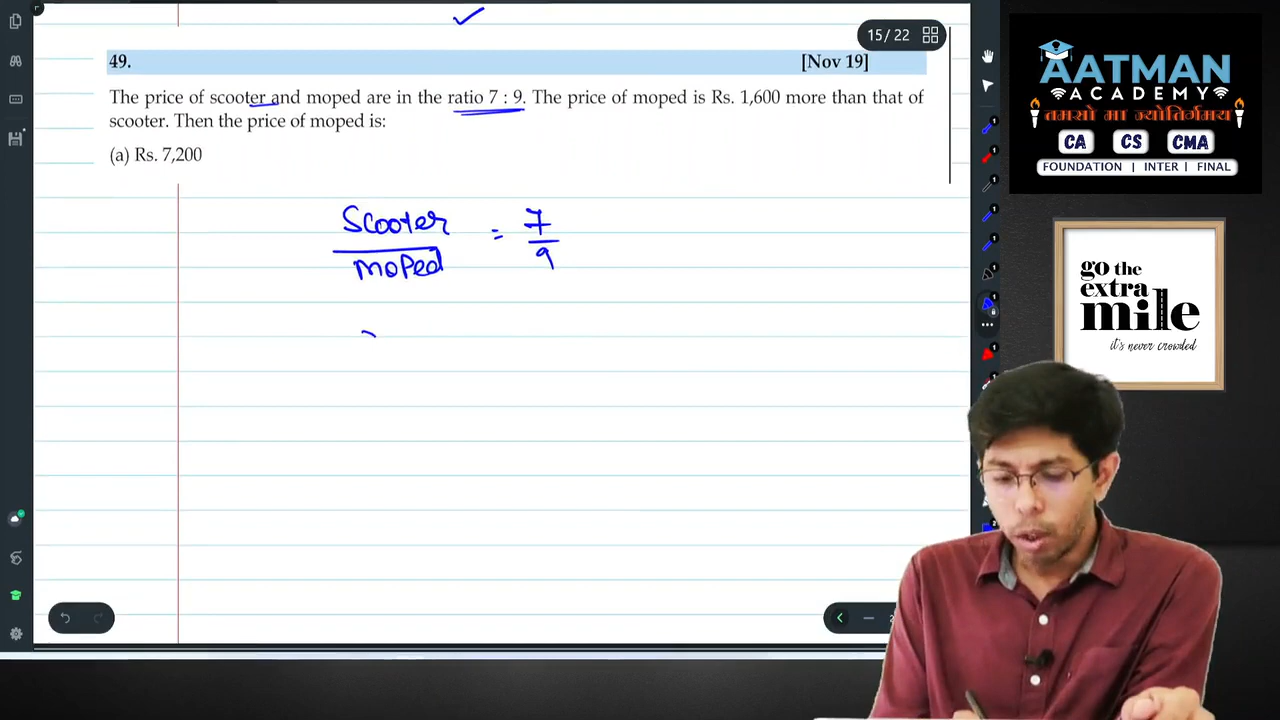 15 / 22
49. [Nov 19]
The price of scooter and moped are in the ratio 7 : 9. The price of moped is Rs. 1,600 more than that of
scooter. Then the price of moped is:
(a) Rs. 7,200
Scooter = 7
moped 9
AATMAN
ACADEMY
तमसो मा ज्योतिर्गमय
CA CS CMA
FOUNDATION | INTER | FINAL
go the
extra
mile
it's never crowded